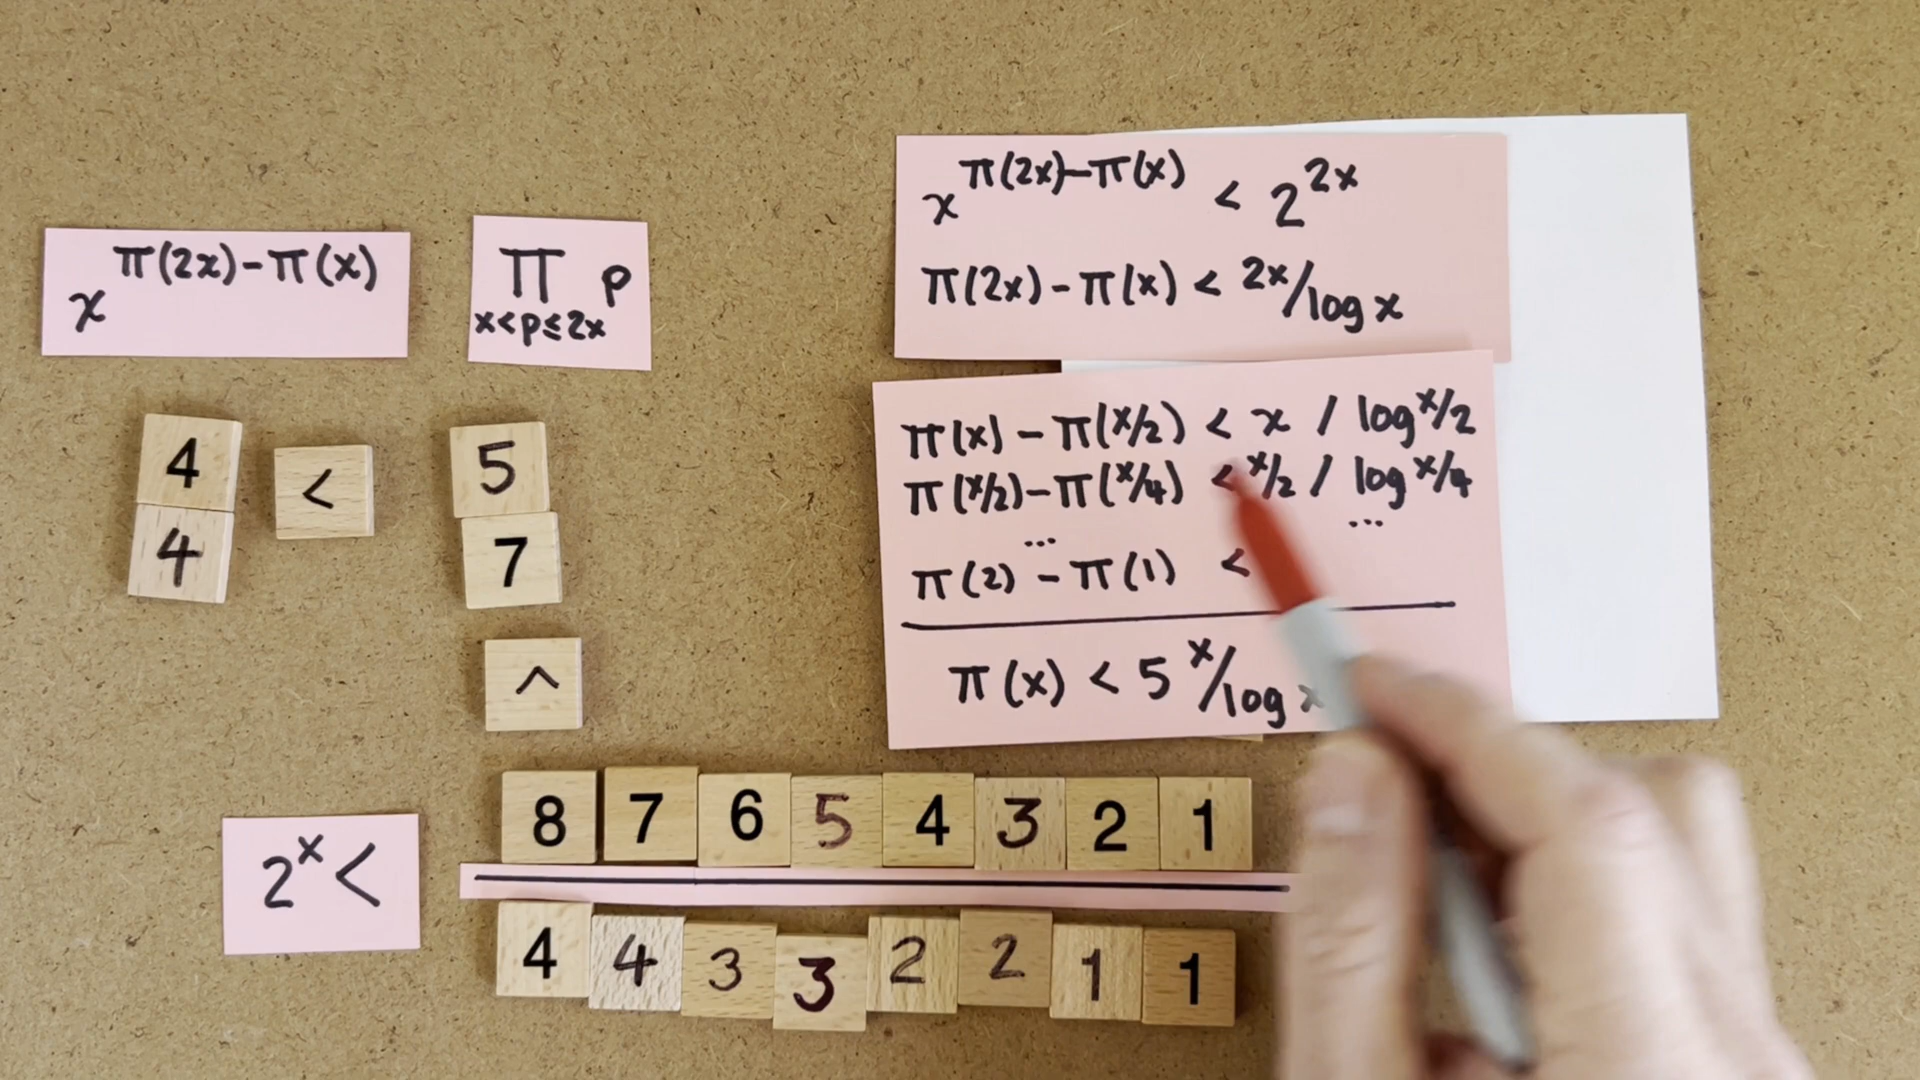 x^π(2x)-π(x)
∏ p
x<p≤2x
4 < 5
4 7
^
2^x <
8 7 6 5 4 3 2 1
4 4 3 3 2 2 1 1
x^π(2x)-π(x) < 2^2x
π(2x) - π(x) < 2x/log x
π(x) - π(x/2) < x / log x/2
π(x/2) - π(x/4) < x/2 / log x/4
... ...
π(2) - π(1) <
π(x) < 5 x/log x